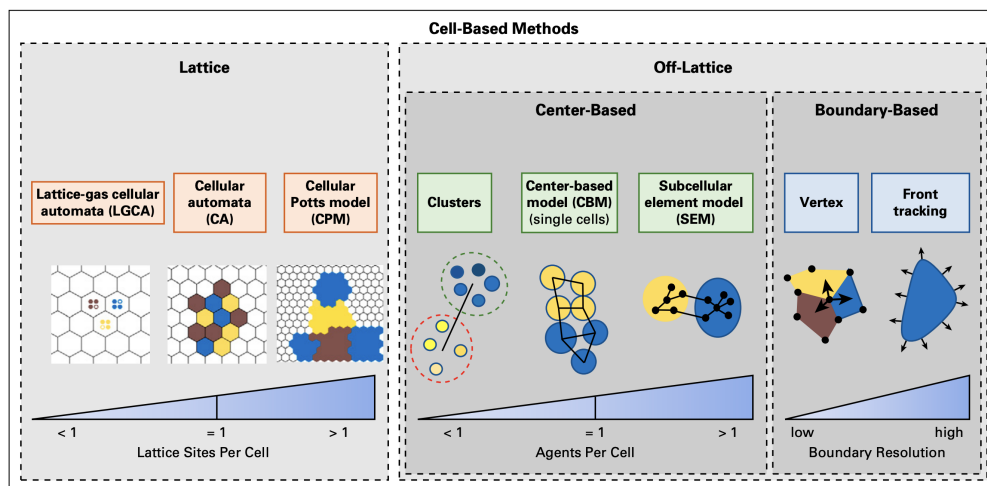 Cell-Based Methods
Lattice
Off-Lattice
Center-Based
Boundary-Based
Lattice-gas cellular
automata (LGCA)
Cellular
automata
(CA)
Cellular
Potts model
(CPM)
Clusters
Center-based
model (CBM)
(single cells)
Subcellular
element model
(SEM)
Vertex
Front
tracking
< 1
= 1
> 1
Lattice Sites Per Cell
< 1
= 1
> 1
Agents Per Cell
low
high
Boundary Resolution